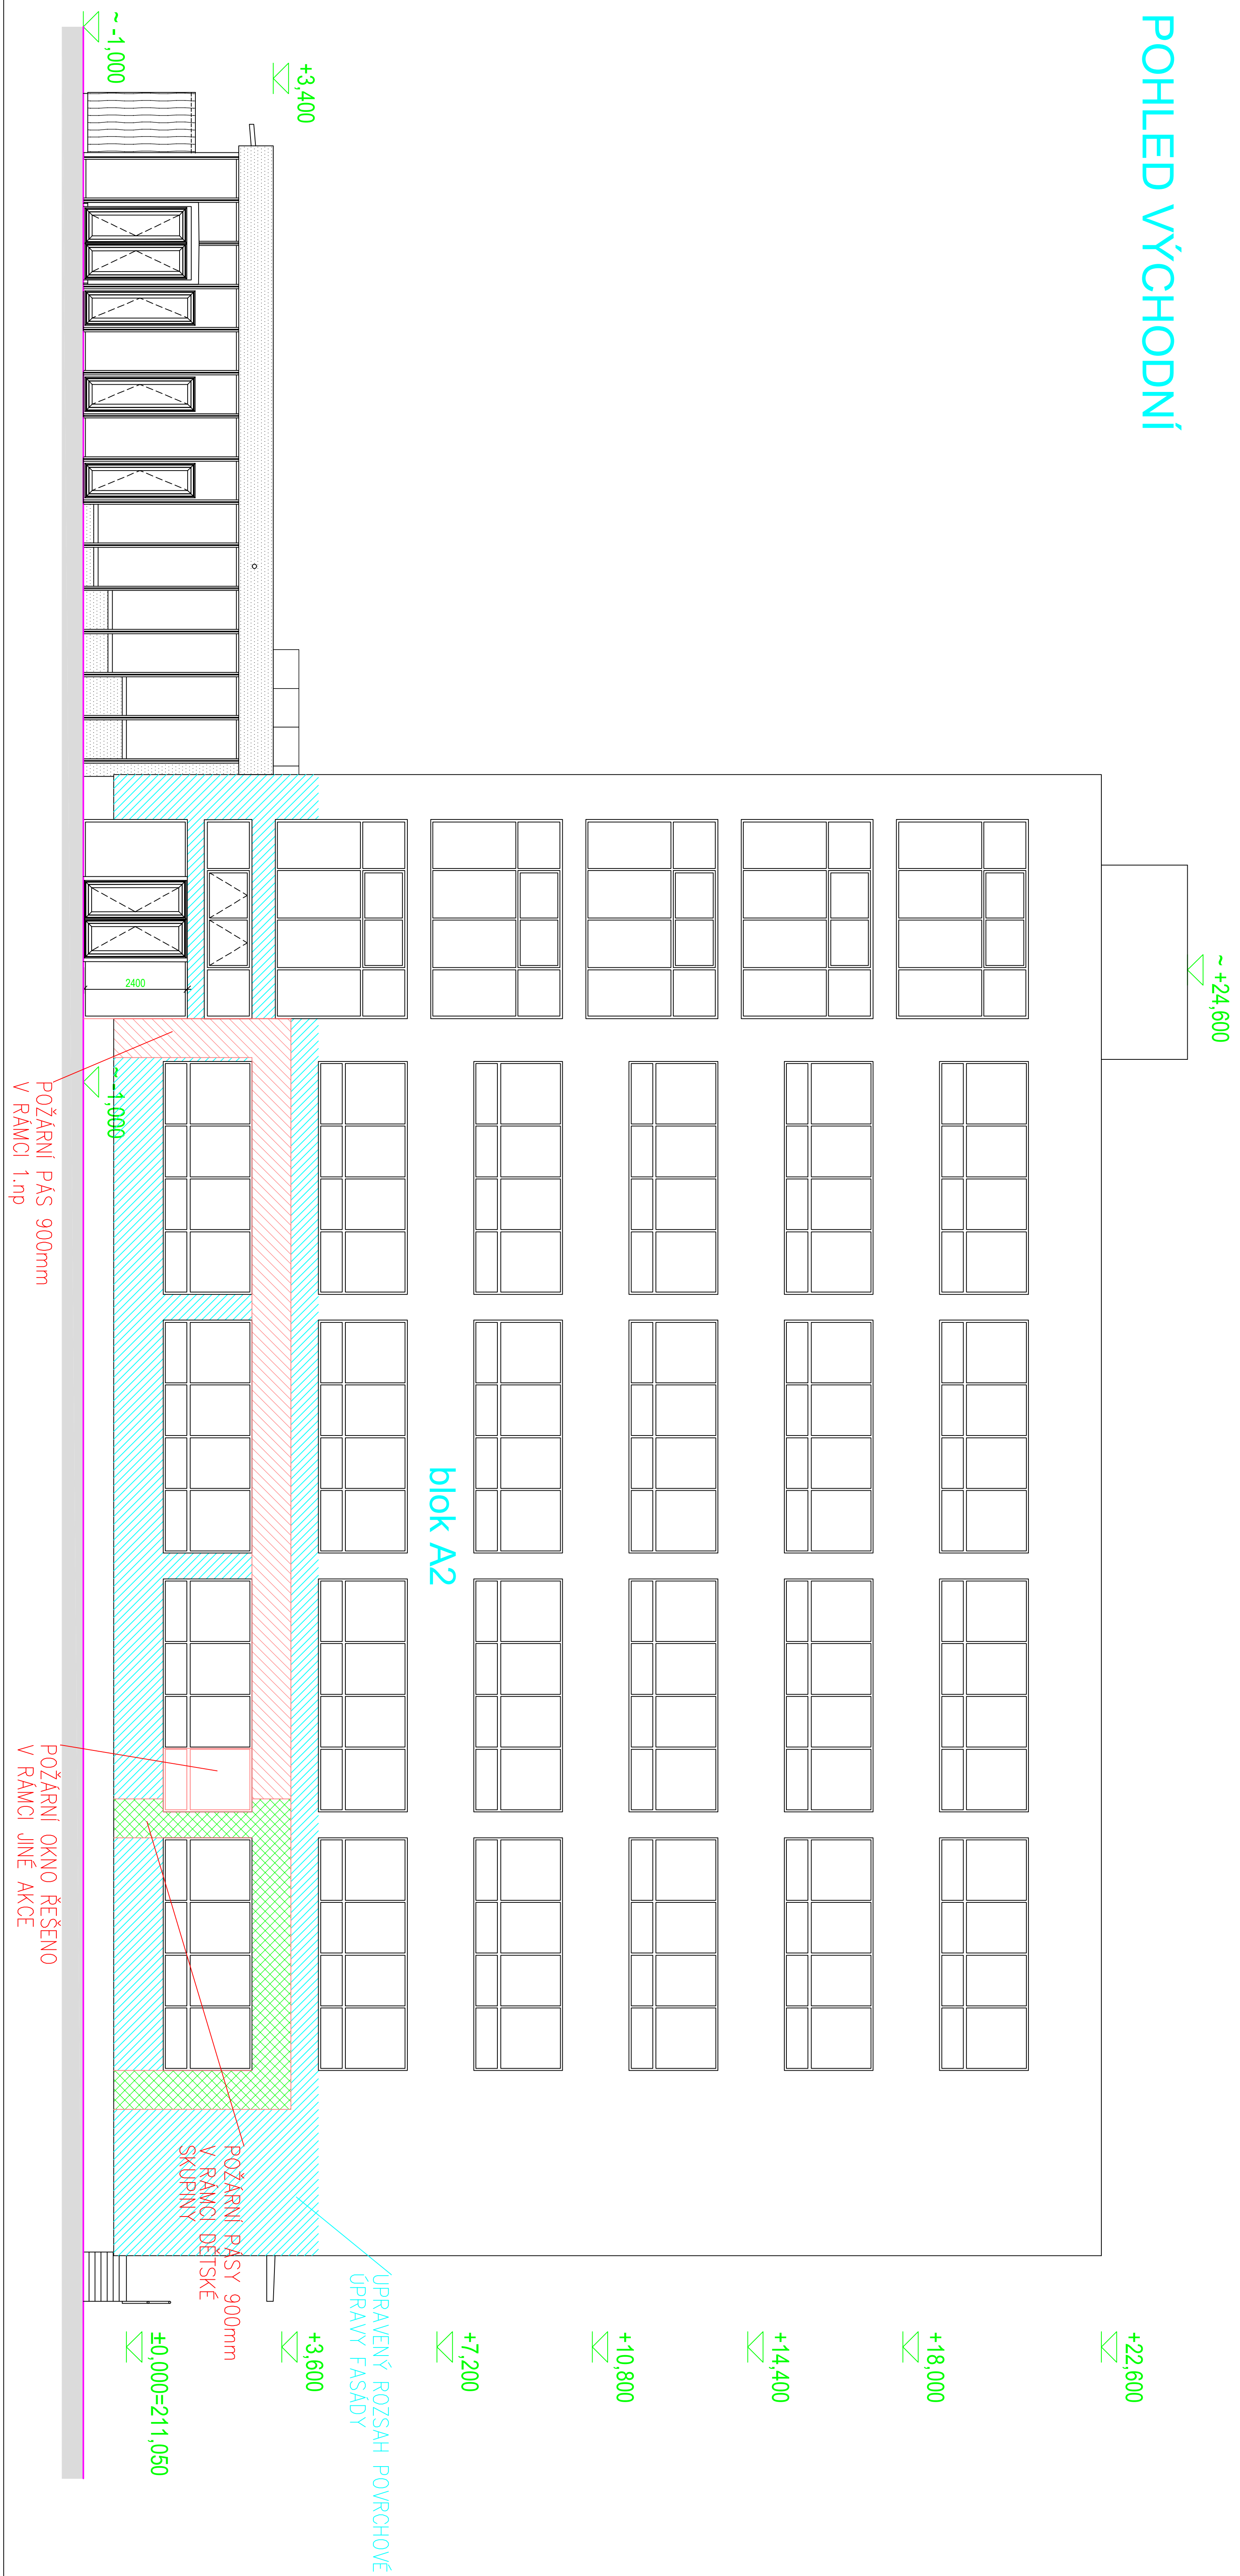 POHLED VÝCHODNÍ
~ +24,600
+22,600
+18,000
+14,400
+10,800
+7,200
+3,600
±0,000=211,050
blok A2
+3,400
~ -1,000
2400
~ -1,000
UPRAVENÝ ROZSAH POVRCHOVÉ
ÚPRAVY FASÁDY
POŽÁRNÍ PÁSY 900mm
V RÁMCI DĚTSKÉ
SKUPINY
POŽÁRNÍ PÁS 900mm
V RÁMCI 1.np
POŽÁRNÍ OKNO ŘEŠENO
V RÁMCI JINÉ AKCE